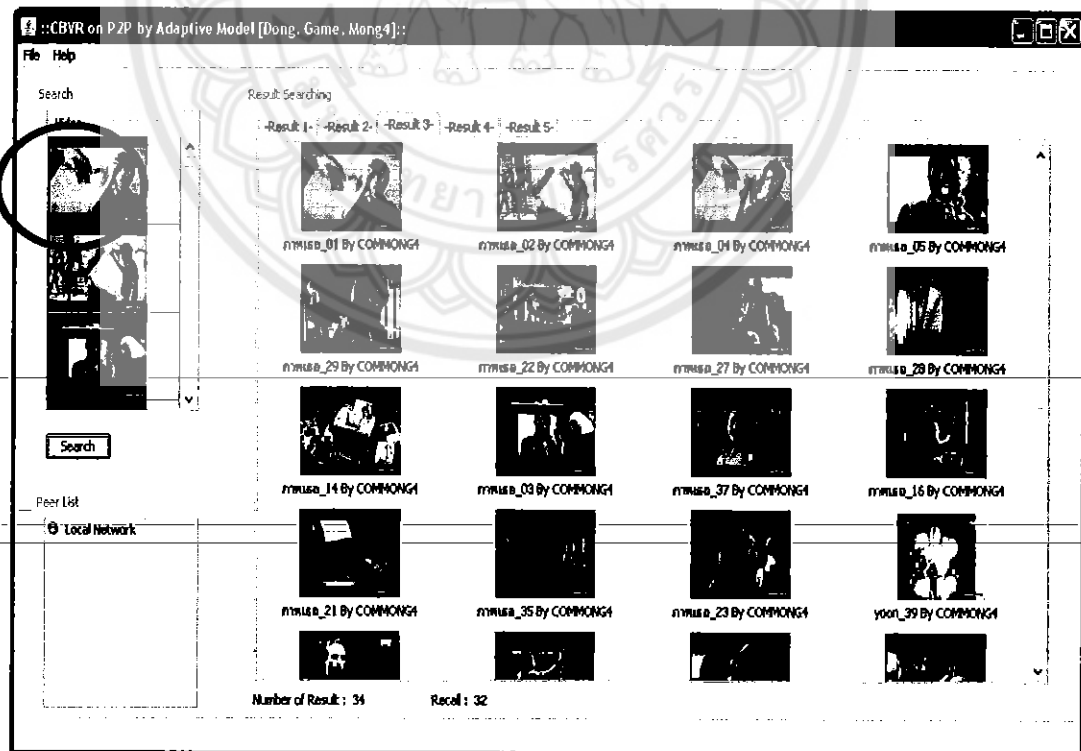 ::CBVR on P2P by Adaptive Model [Dong, Game, Mong4]::
File Help
Search
Result Searching
Video
-Result 1- -Result 2- -Result 3- -Result 4- -Result 5-
ภาพเธอ_01 By COMMONG4
ภาพเธอ_02 By COMMONG4
ภาพเธอ_04 By COMMONG4
ภาพเธอ_05 By COMMONG4
ภาพเธอ_29 By COMMONG4
ภาพเธอ_22 By COMMONG4
ภาพเธอ_27 By COMMONG4
ภาพเธอ_28 By COMMONG4
ภาพเธอ_14 By COMMONG4
ภาพเธอ_03 By COMMONG4
ภาพเธอ_37 By COMMONG4
ภาพเธอ_16 By COMMONG4
Search
Peer List
Local Network
ภาพเธอ_21 By COMMONG4
ภาพเธอ_35 By COMMONG4
ภาพเธอ_23 By COMMONG4
yoon_39 By COMMONG4
Number of Result : 34 Recall : 32